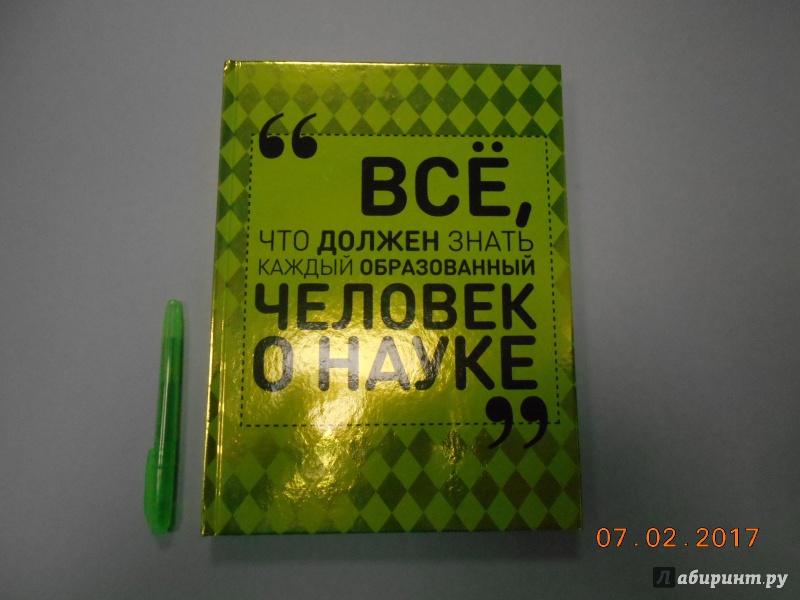 “
ВСЁ,
ЧТО ДОЛЖЕН ЗНАТЬ
КАЖДЫЙ ОБРАЗОВАННЫЙ
ЧЕЛОВЕК
О НАУКЕ
”
07.02.2017
Лабиринт.ру